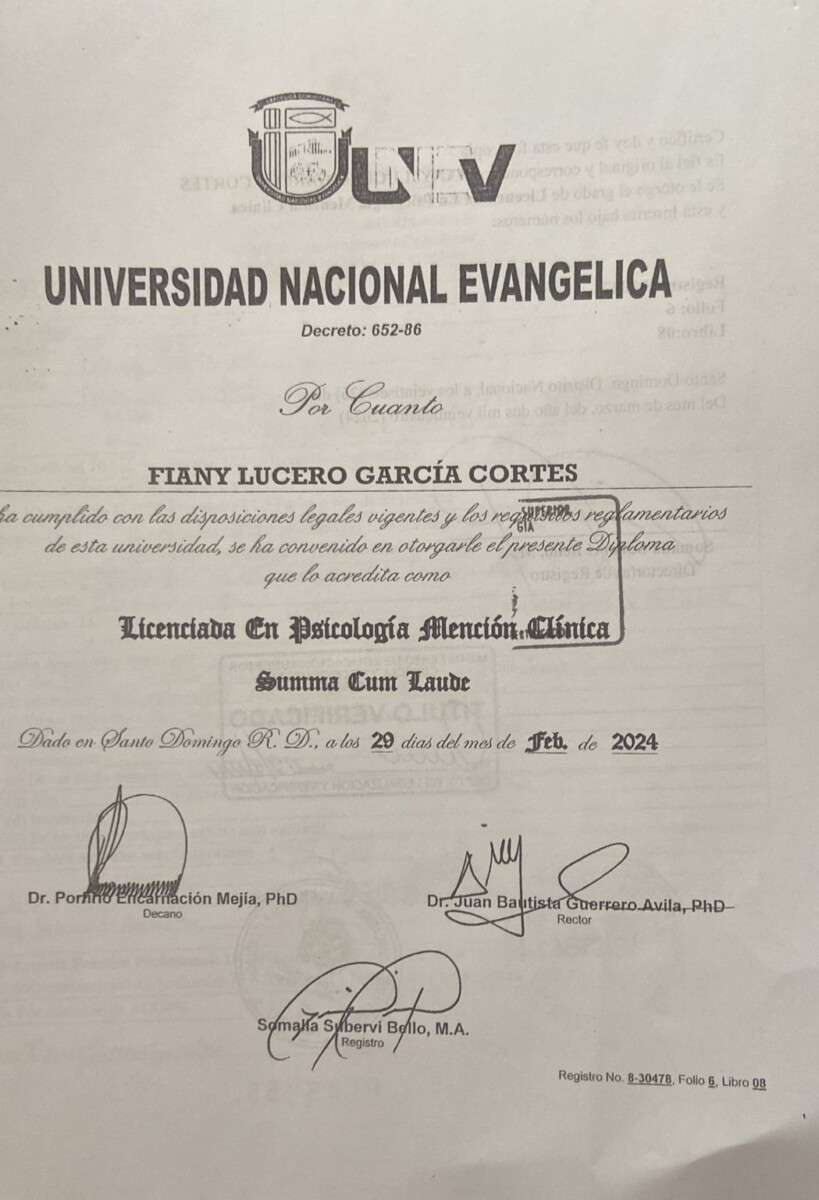 UNEV
UNIVERSIDAD NACIONAL EVANGELICA
Decreto: 652-86
Por Cuanto
FIANY LUCERO GARCÍA CORTES
ha cumplido con las disposiciones legales vigentes y los requisitos reglamentarios
SUPERIOR
GÍA
de esta universidad, se ha convenido en otorgarle el presente Diploma
que lo acredita como
Licenciada En Psicología Mención Clínica
Summa Cum Laude
Dado en Santo Domingo R. D., a los 29 dias del mes de Feb. de 2024
Dr. Porfirio Encarnación Mejía, PhD
Decano
Dr. Juan Bautista Guerrero Avila, PhD
Rector
Somalia Subervi Bello, M.A.
Registro
Registro No. 8-30478, Folio 6, Libro 08